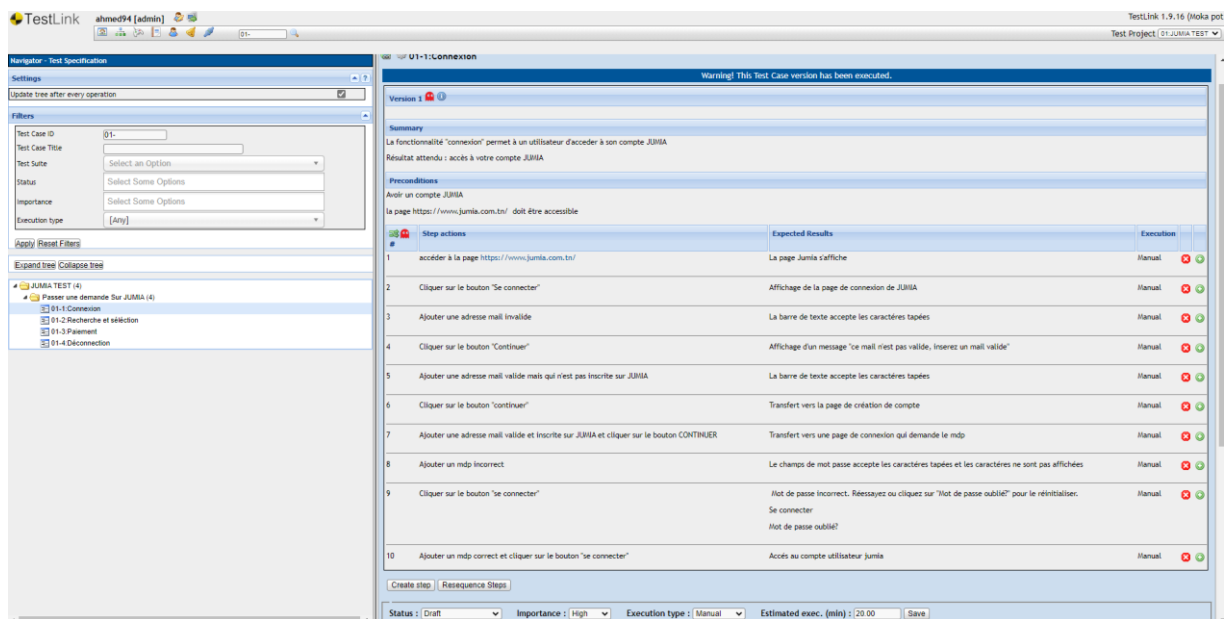 TestLink ahmed94 [admin] TestLink 1.9.16 (Moka pot
01- Test Project 01:JUMIA TEST
Navigator - Test Specification
Settings
Update tree after every operation
Filters
Test Case ID 01-
Test Case Title
Test Suite Select an Option
Status Select Some Options
Importance Select Some Options
Execution type [Any]
Apply Reset Filters
Expand tree Collapse tree
JUMIA TEST (4)
Passer une demande Sur JUMIA (4)
01-1:Connexion
01-2:Recherche et séléction
01-3:Paiement
01-4:Déconnection
01-1:Connexion
Warning! This Test Case version has been executed.
Version 1
Summary
La fonctionnalité "connexion" permet à un utilisateur d'acceder à son compte JUMIA
Résultat attendu : accès à votre compte JUMIA
Preconditions
Avoir un compte JUMIA
la page https://www.jumia.com.tn/ doit être accessible
# Step actions Expected Results Execution
1 accéder à la page https://www.jumia.com.tn/ La page Jumia s'affiche Manual
2 Cliquer sur le bouton "Se connecter" Affichage de la page de connexion de JUMIA Manual
3 Ajouter une adresse mail invalide La barre de texte accepte les caractéres tapées Manual
4 Cliquer sur le bouton "Continuer" Affichage d'un message "ce mail n'est pas valide, inserez un mail valide" Manual
5 Ajouter une adresse mail valide mais qui n'est pas inscrite sur JUMIA La barre de texte accepte les caractéres tapées Manual
6 Cliquer sur le bouton "continuer" Transfert vers la page de création de compte Manual
7 Ajouter une adresse mail valide et inscrite sur JUMIA et cliquer sur le bouton CONTINUER Transfert vers une page de connexion qui demande le mdp Manual
8 Ajouter un mdp incorrect Le champs de mot passe accepte les caractéres tapées et les caractéres ne sont pas affichées Manual
9 Cliquer sur le bouton "se connecter" Mot de passe incorrect. Réessayez ou cliquez sur "Mot de passe oublié?" pour le réinitialiser. Manual
Se connecter
Mot de passe oublié?
10 Ajouter un mdp correct et cliquer sur le bouton "se connecter" Accés au compte utilisateur jumia Manual
Create step Resequence Steps
Status : Draft Importance : High Execution type : Manual Estimated exec. (min) : 20.00 Save